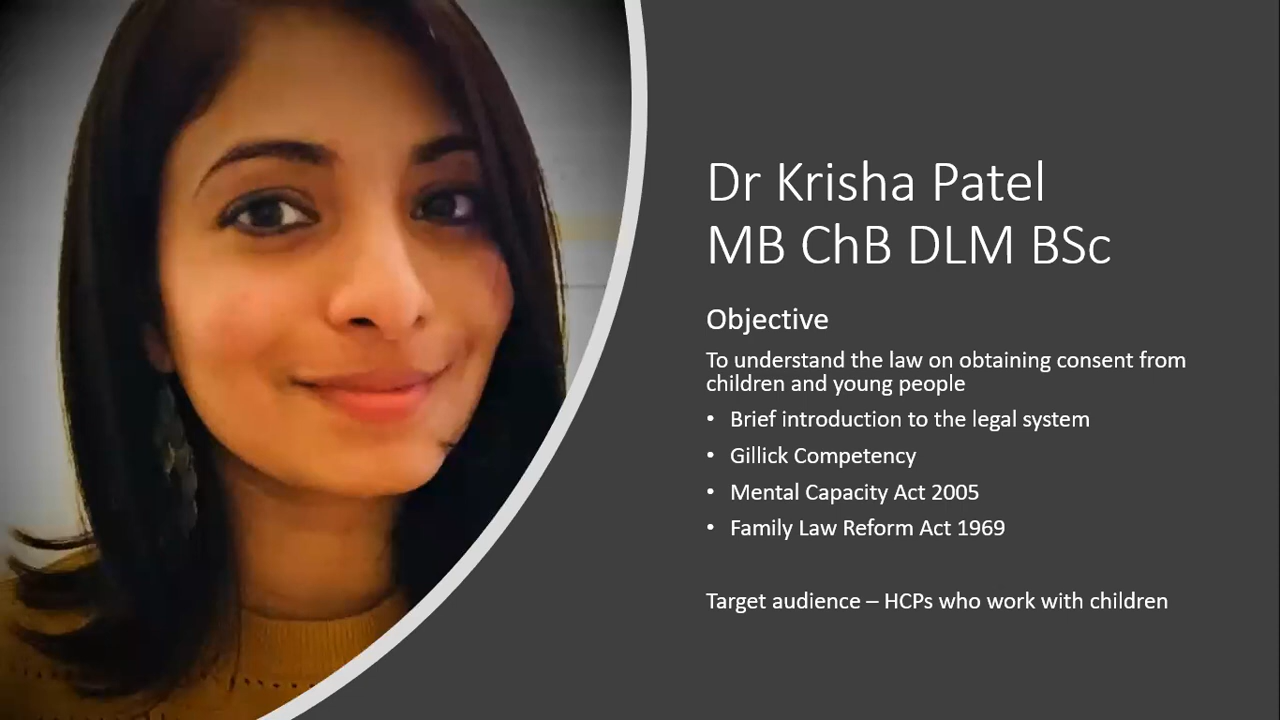 Dr Krisha Patel
MB ChB DLM BSc
Objective
To understand the law on obtaining consent from
children and young people
• Brief introduction to the legal system
• Gillick Competency
• Mental Capacity Act 2005
• Family Law Reform Act 1969
Target audience – HCPs who work with children